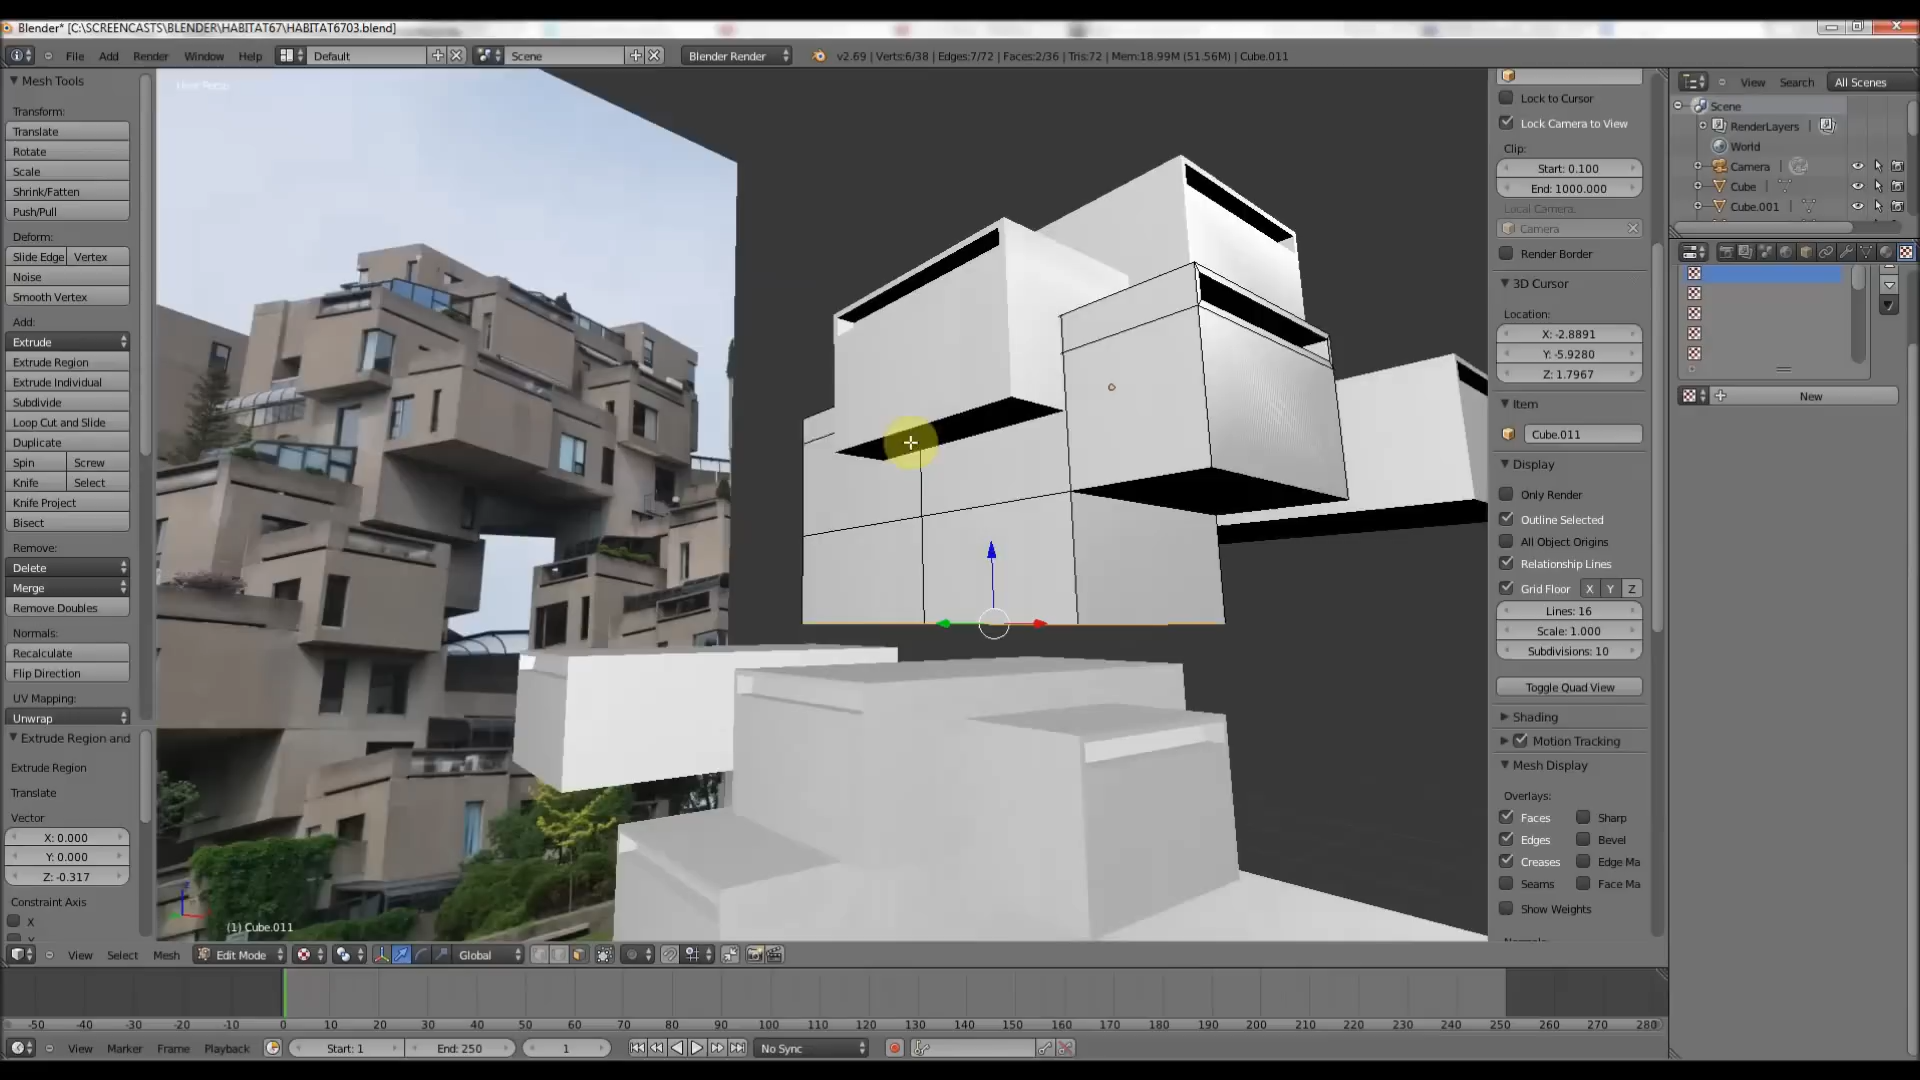 Blender* [C:\SCREENCASTS\BLENDER\HABITAT67\HABITAT6703.blend]
File Add Render Window Help Default Scene Blender Render v2.69 | Verts:6/38 | Edges:7/72 | Faces:2/36 | Tris:72 | Mem:18.99M (51.56M) | Cube.011
Mesh Tools
Transform:
Translate
Rotate
Scale
Shrink/Fatten
Push/Pull
Deform:
Slide Edge Vertex
Noise
Smooth Vertex
Add:
Extrude
Extrude Region
Extrude Individual
Subdivide
Loop Cut and Slide
Duplicate
Spin Screw
Knife Select
Knife Project
Bisect
Remove:
Delete
Merge
Remove Doubles
Normals:
Recalculate
Flip Direction
UV Mapping:
Unwrap
Extrude Region and
Extrude Region
Translate
Vector
X: 0.000
Y: 0.000
Z: -0.317
Constraint Axis
X
User Persp
(1) Cube.011
Lock to Cursor
Lock Camera to View
Clip:
Start: 0.100
End: 1000.000
Local Camera:
Camera
Render Border
3D Cursor
Location:
X: -2.8891
Y: -5.9280
Z: 1.7967
Item
Cube.011
Display
Only Render
Outline Selected
All Object Origins
Relationship Lines
Grid Floor X Y Z
Lines: 16
Scale: 1.000
Subdivisions: 10
Toggle Quad View
Shading
Motion Tracking
Mesh Display
Overlays:
Faces Sharp
Edges Bevel
Creases Edge Ma
Seams Face Ma
Show Weights
View Search All Scenes
Scene
RenderLayers |
World
Camera |
Cube |
Cube.001 |
New
View Select Mesh Edit Mode Global
-50 -40 -30 -20 -10 0 10 20 30 40 50 60 70 80 90 100 110 120 130 140 150 160 170 180 190 200 210 220 230 240 250 260 270 280
View Marker Frame Playback Start: 1 End: 250 1 No Sync